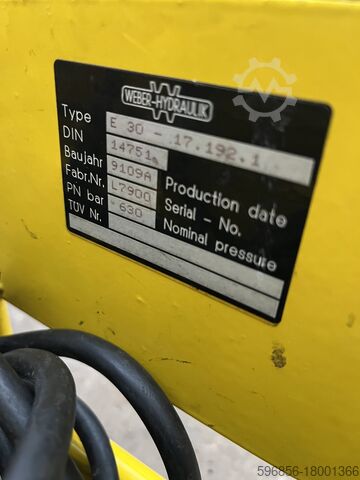 WEBER-HYDRAULIK
Type E 30 - 17.192.1
DIN 14751
Baujahr 9109A Production date
Fabr.Nr. L7900 Serial - No.
PN bar 630 Nominal pressure
TÜV Nr.
596856-18001366